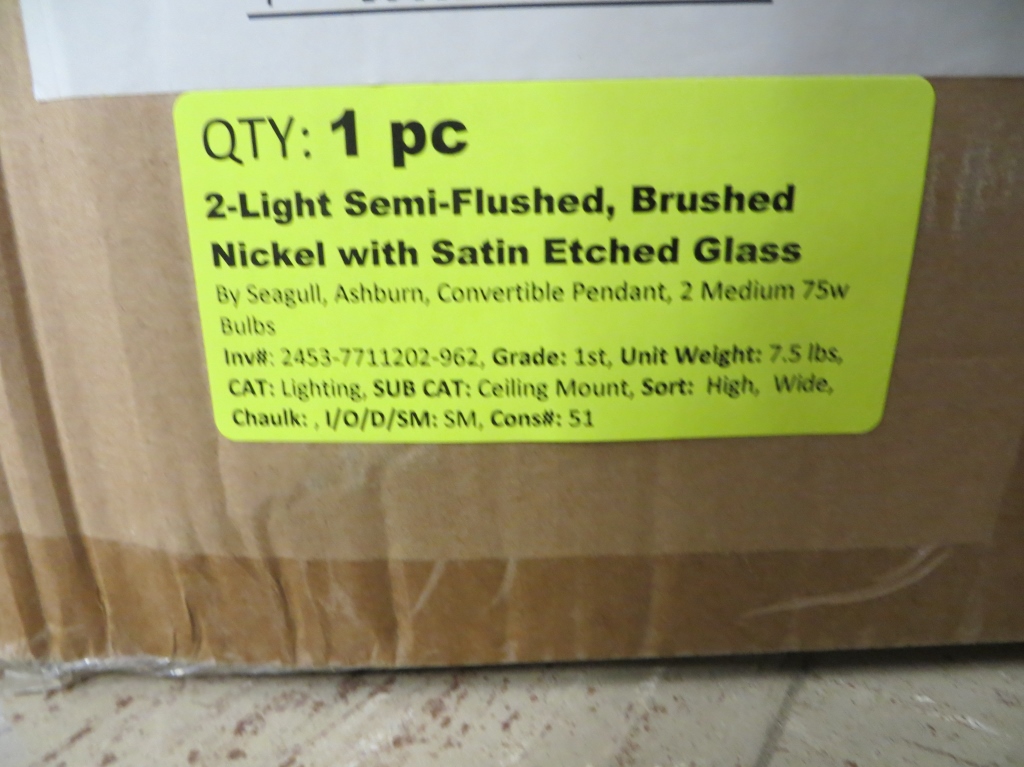 QTY: 1 pc
2-Light Semi-Flushed, Brushed
Nickel with Satin Etched Glass
By Seagull, Ashburn, Convertible Pendant, 2 Medium 75w
Bulbs
Inv#: 2453-7711202-962, Grade: 1st, Unit Weight: 7.5 lbs,
CAT: Lighting, SUB CAT: Ceiling Mount, Sort: High, Wide,
Chaulk: , I/O/D/SM: SM, Cons#: 51